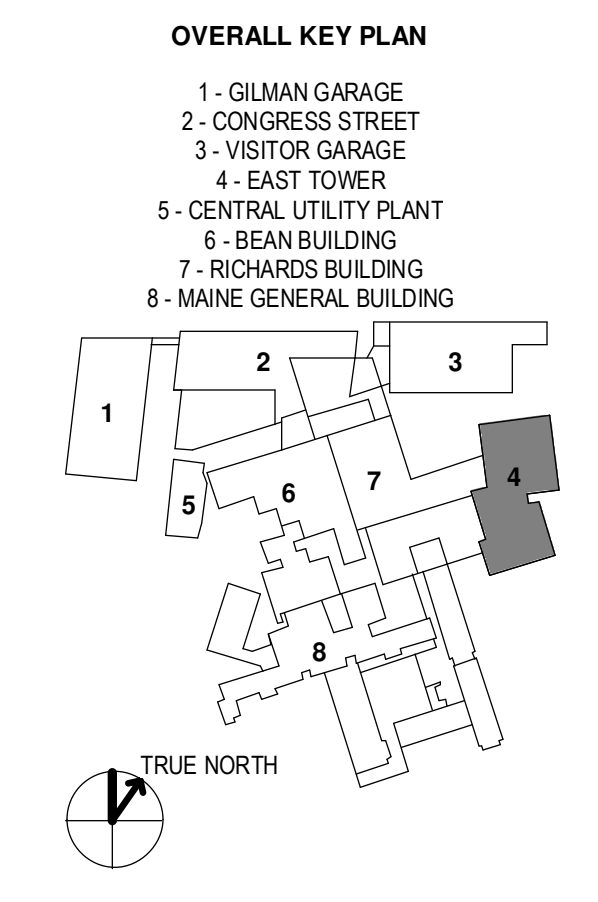 OVERALL KEY PLAN
1 - GILMAN GARAGE
2 - CONGRESS STREET
3 - VISITOR GARAGE
4 - EAST TOWER
5 - CENTRAL UTILITY PLANT
6 - BEAN BUILDING
7 - RICHARDS BUILDING
8 - MAINE GENERAL BUILDING
2
3
1
4
7
6
5
8
TRUE NORTH